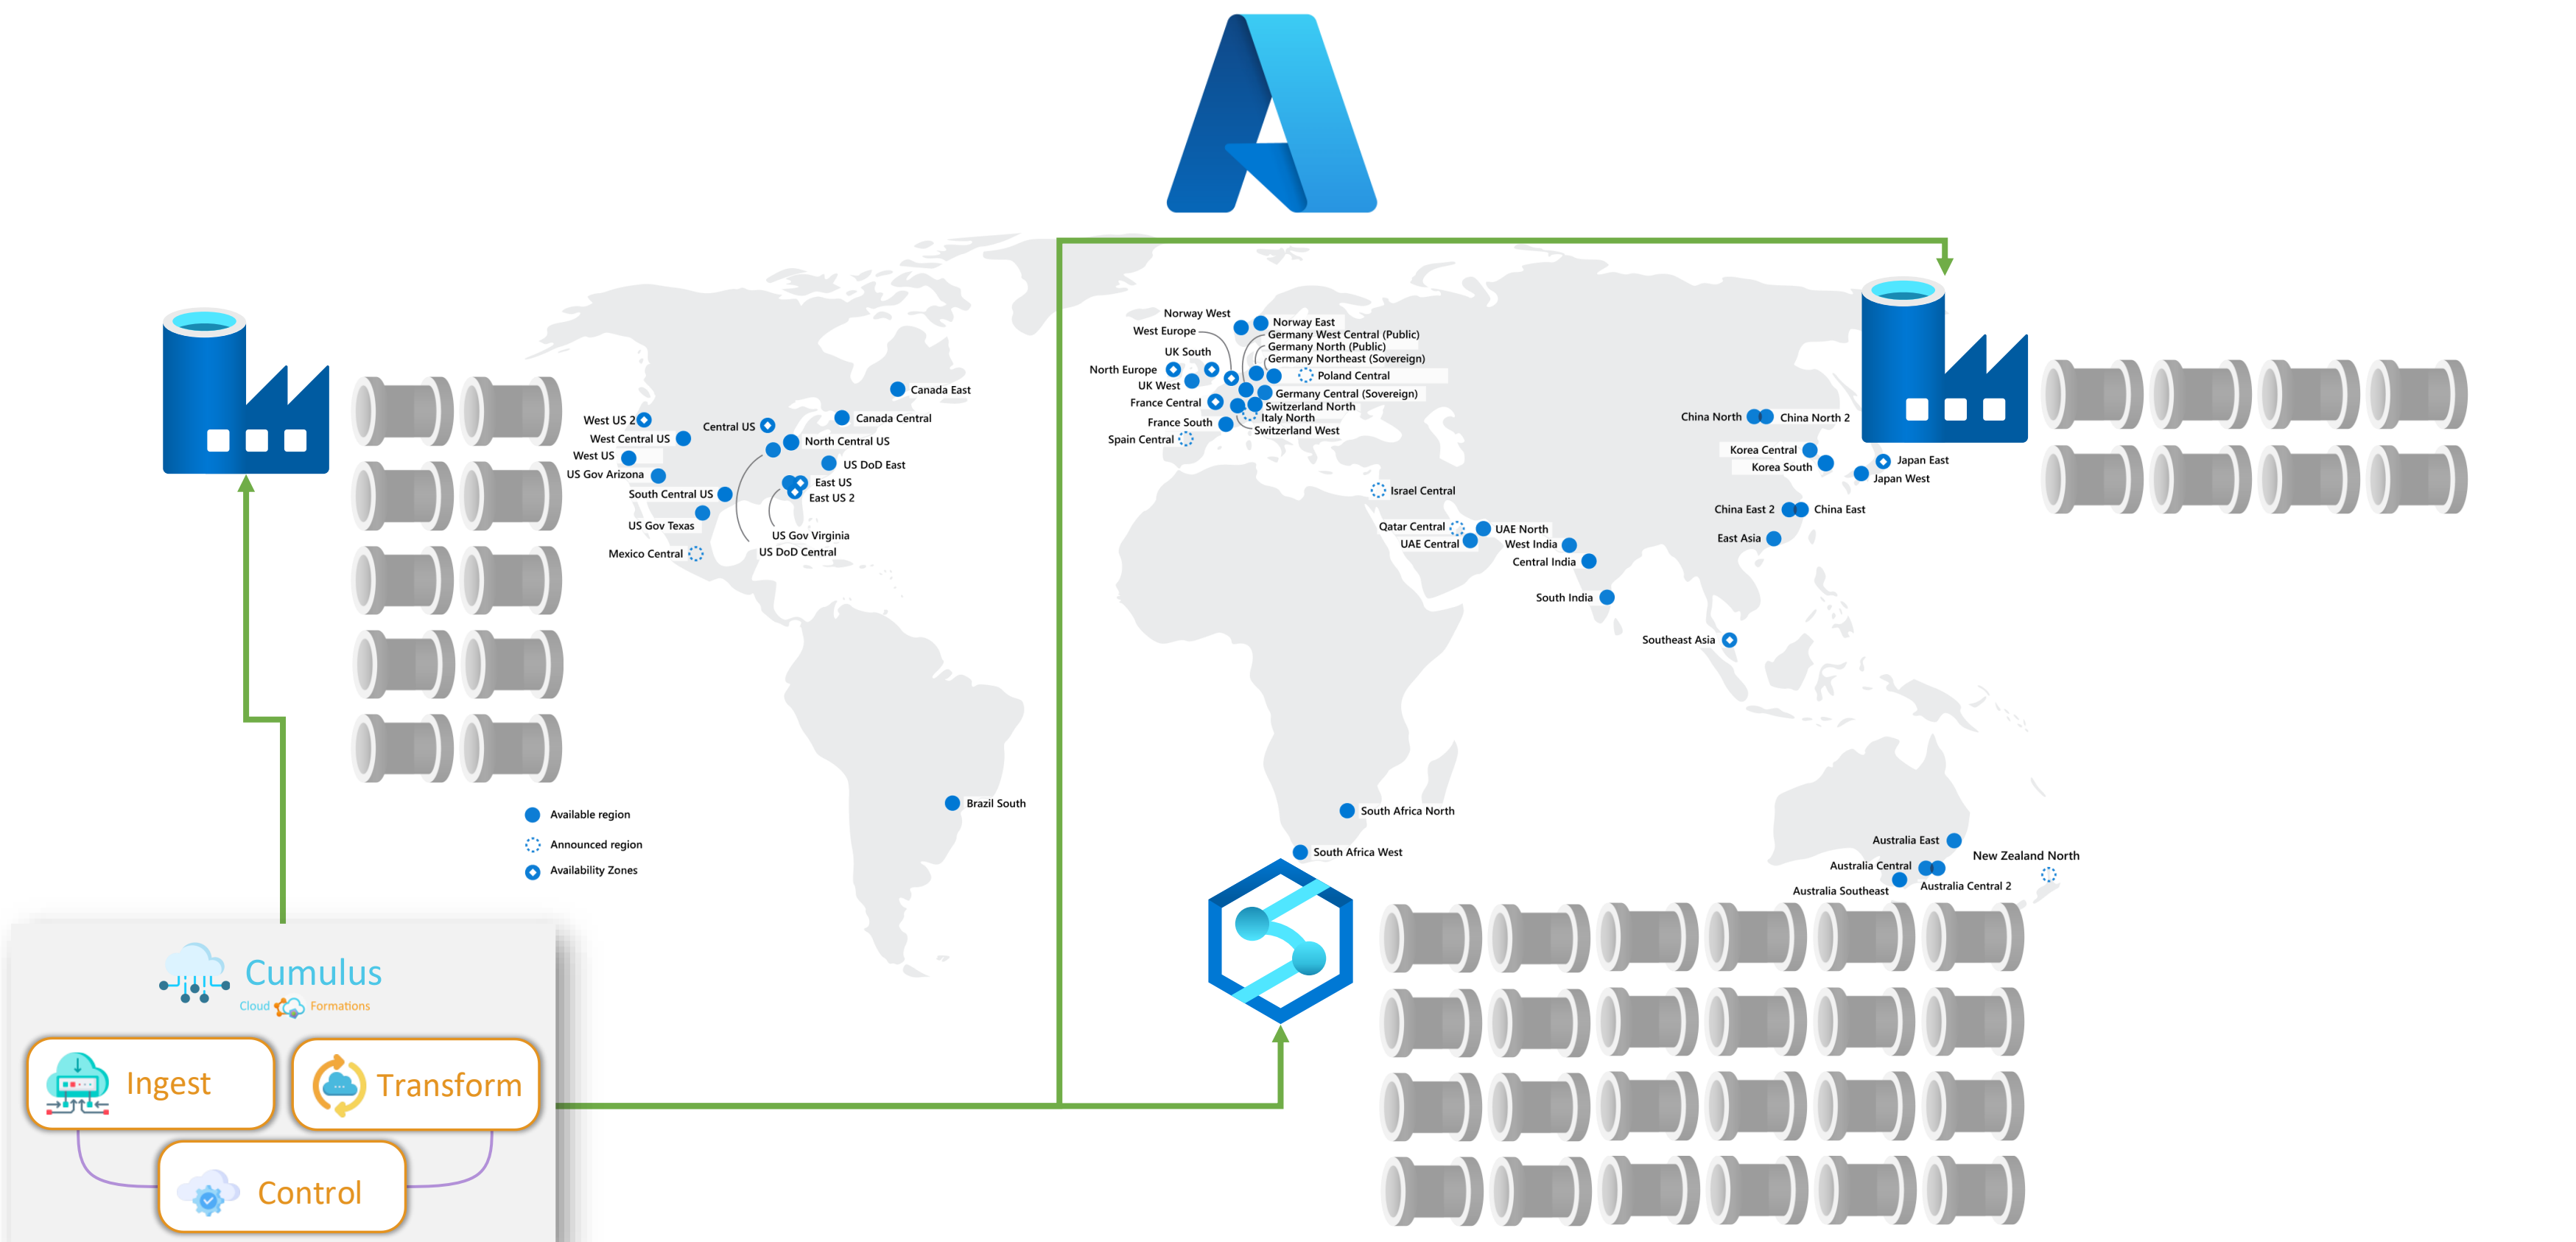 Norway West
Norway East
West Europe
Germany West Central (Public)
Germany North (Public)
UK South
Germany Northeast (Sovereign)
North Europe
Poland Central
UK West
Germany Central (Sovereign)
France Central
Switzerland North
Italy North
France South
Switzerland West
Spain Central
Canada East
Canada Central
West US 2
Central US
West Central US
North Central US
West US
US DoD East
US Gov Arizona
East US
South Central US
East US 2
US Gov Texas
US Gov Virginia
US DoD Central
Mexico Central
China North
China North 2
Korea Central
Korea South
Japan East
Japan West
Israel Central
China East 2
China East
Qatar Central
UAE North
UAE Central
West India
East Asia
Central India
South India
Southeast Asia
Brazil South
South Africa North
South Africa West
Australia East
New Zealand North
Australia Central
Australia Central 2
Australia Southeast
Available region
Announced region
Availability Zones
Cumulus
Cloud Formations
Ingest
Transform
Control